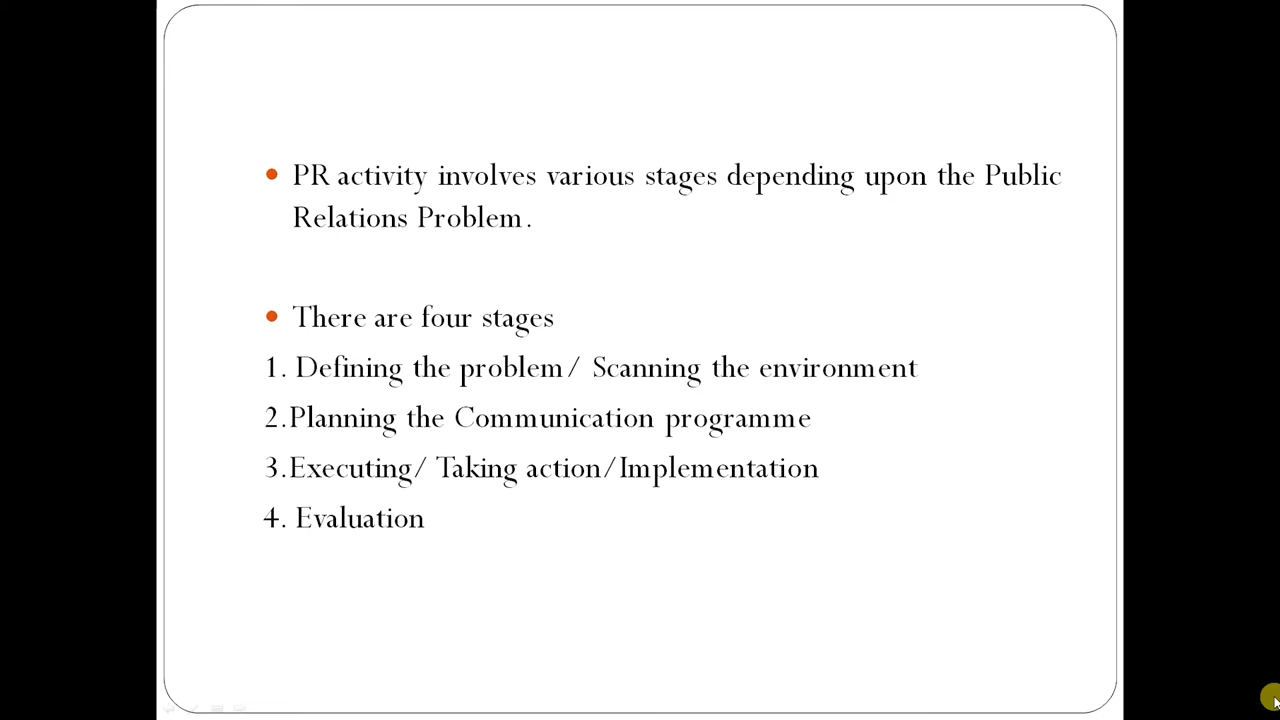 • PR activity involves various stages depending upon the Public
Relations Problem.
• There are four stages
1. Defining the problem/ Scanning the environment
2.Planning the Communication programme
3.Executing/ Taking action/Implementation
4. Evaluation